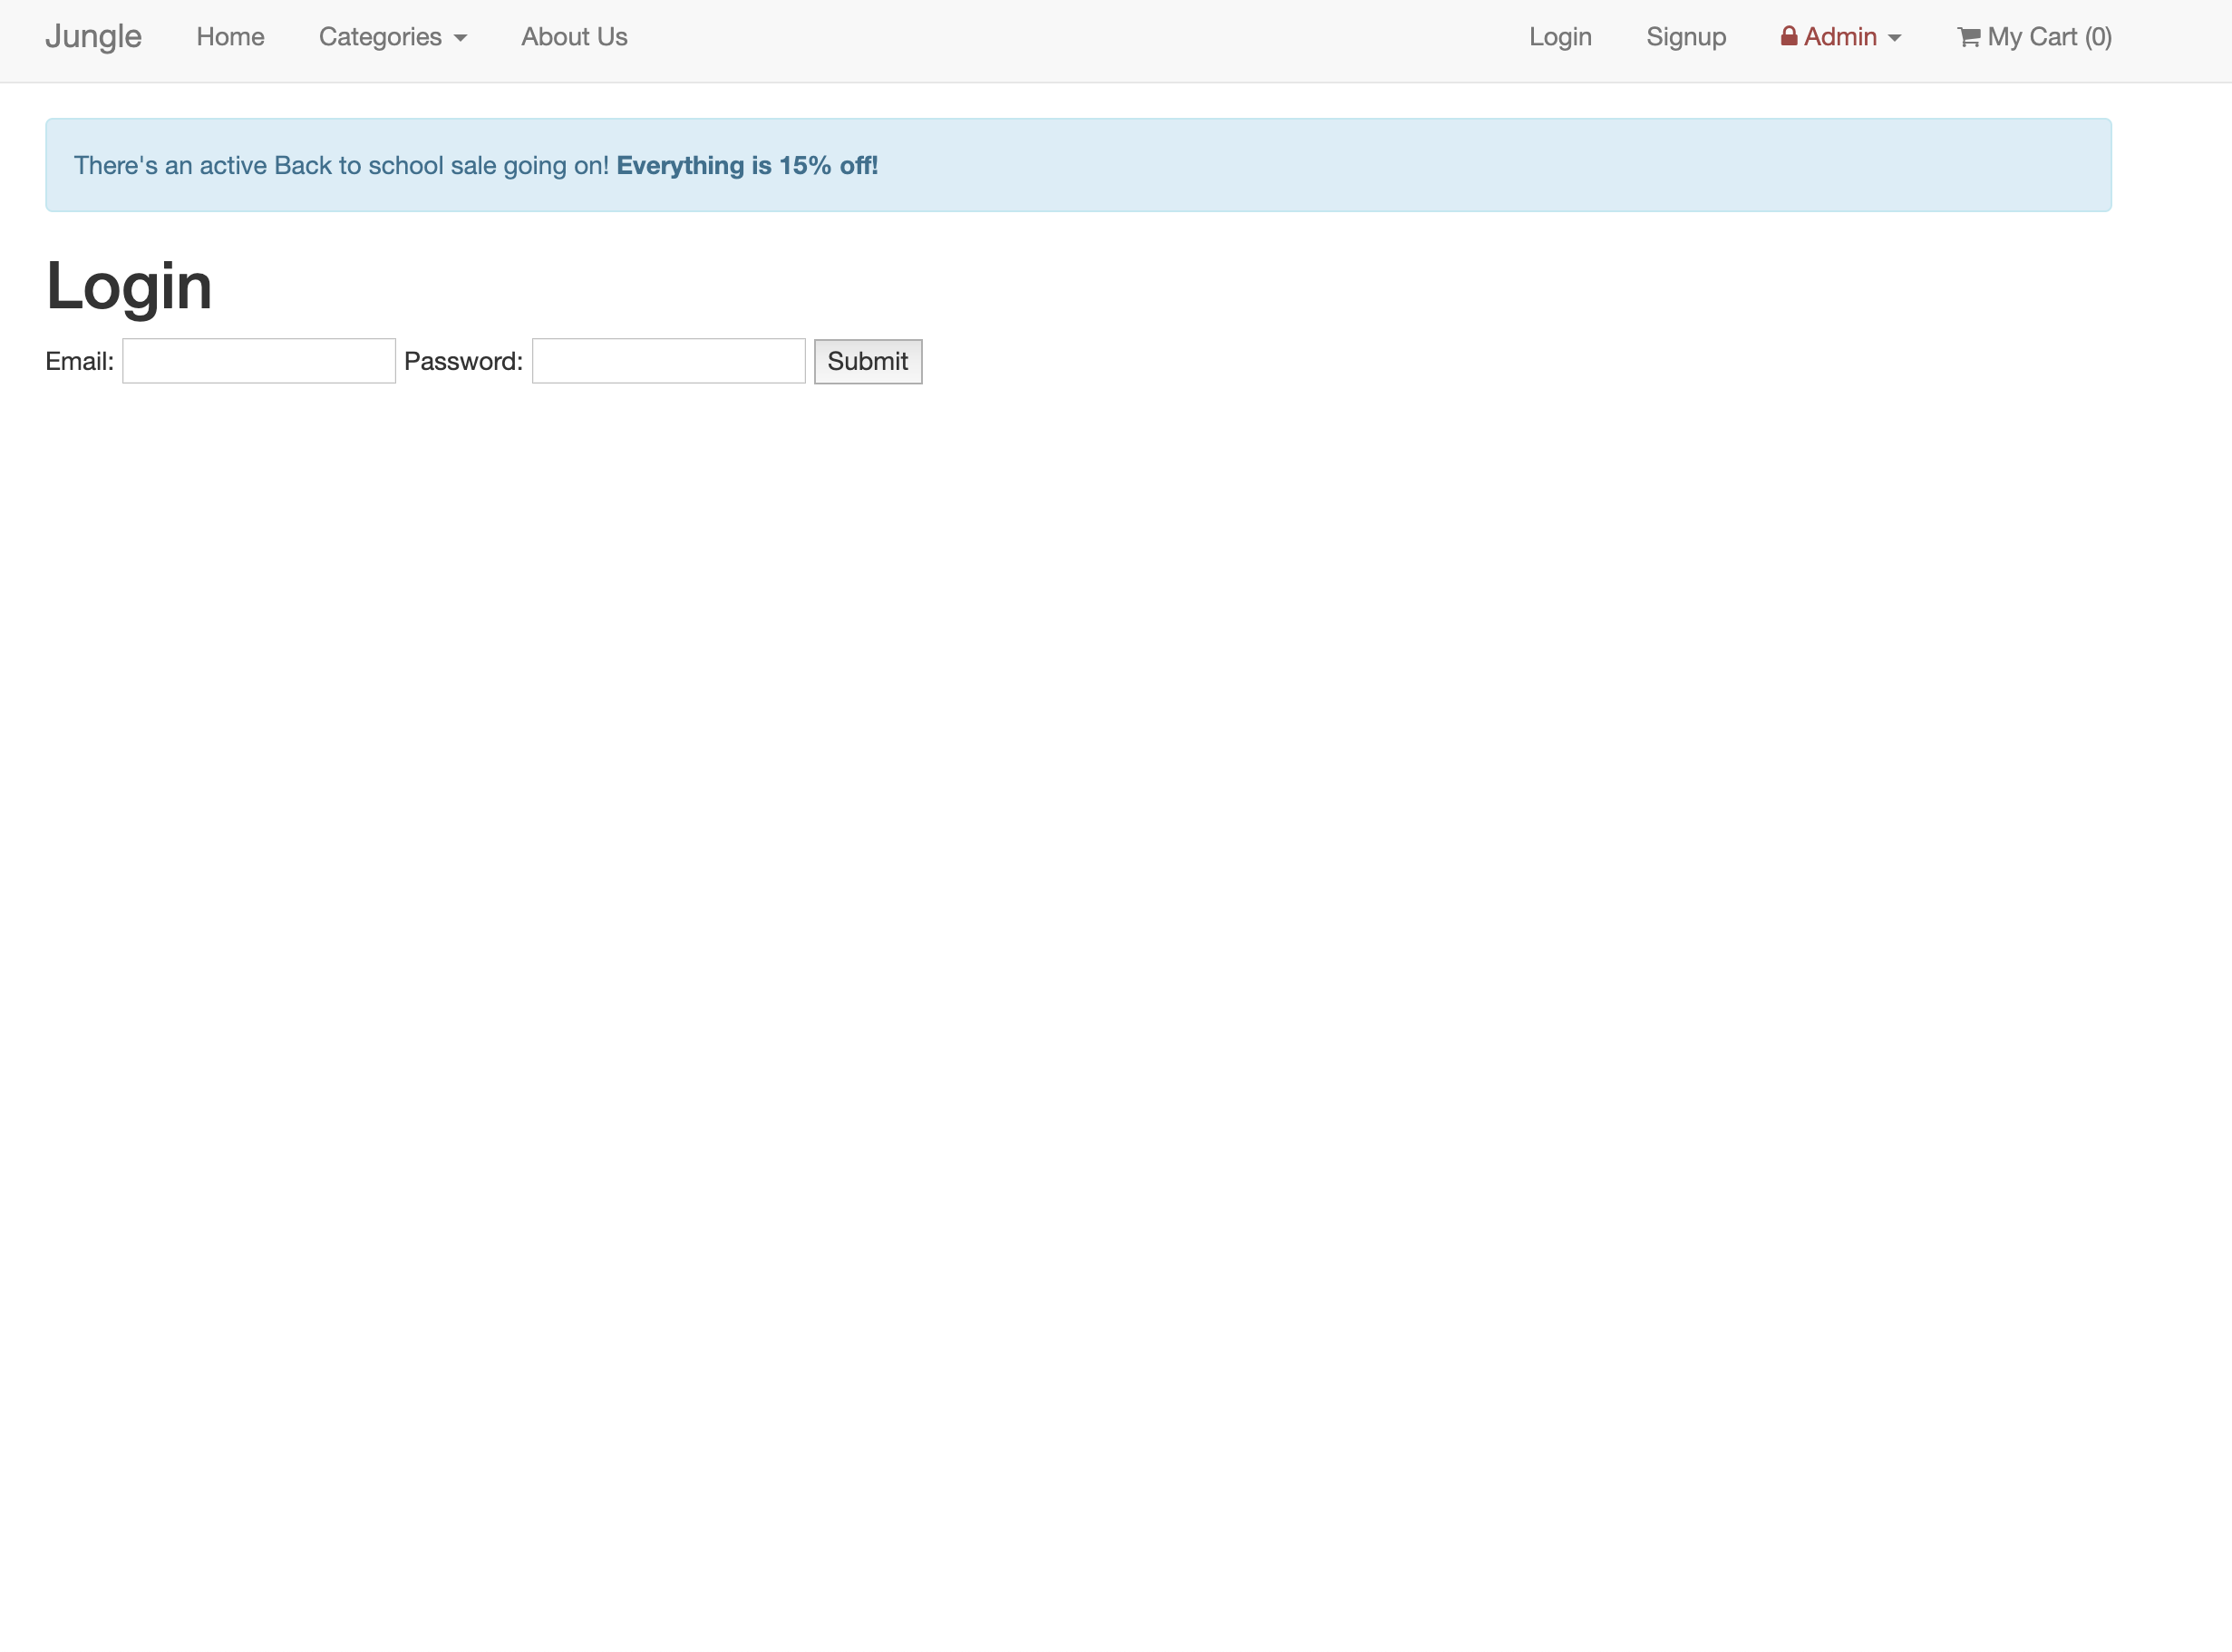 Jungle Home Categories About Us Login Signup Admin My Cart (0)
There's an active Back to school sale going on! Everything is 15% off!
Login
Email: Password: Submit